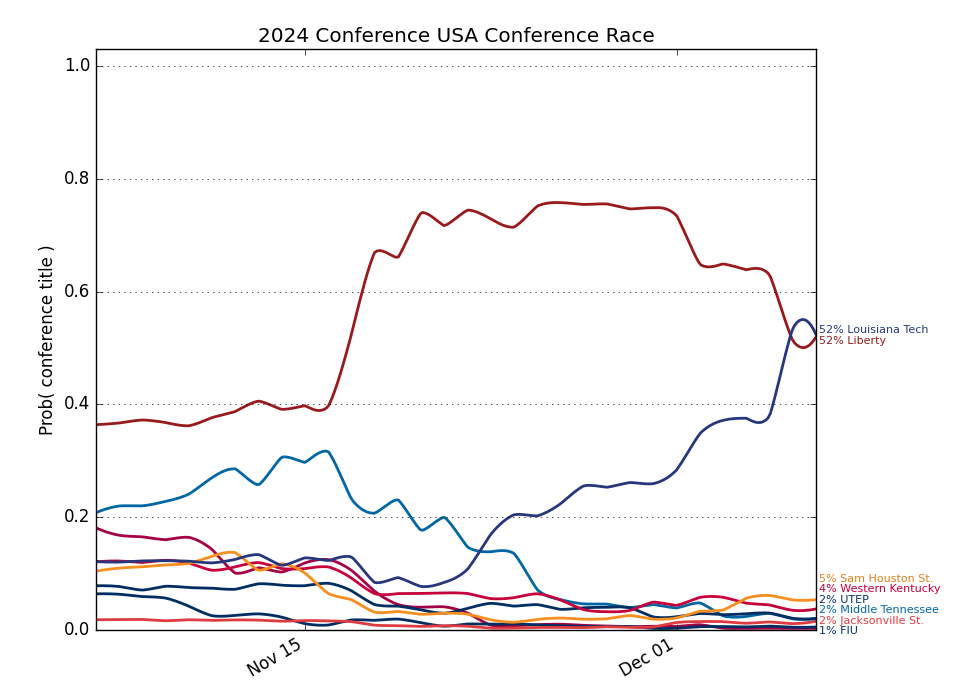 2024 Conference USA Conference Race
1.0
0.8
0.6
0.4
0.2
0.0
Prob( conference title )
Nov 15
Dec 01
52% Louisiana Tech
52% Liberty
5% Sam Houston St.
4% Western Kentucky
2% UTEP
2% Middle Tennessee
2% Jacksonville St.
1% FIU